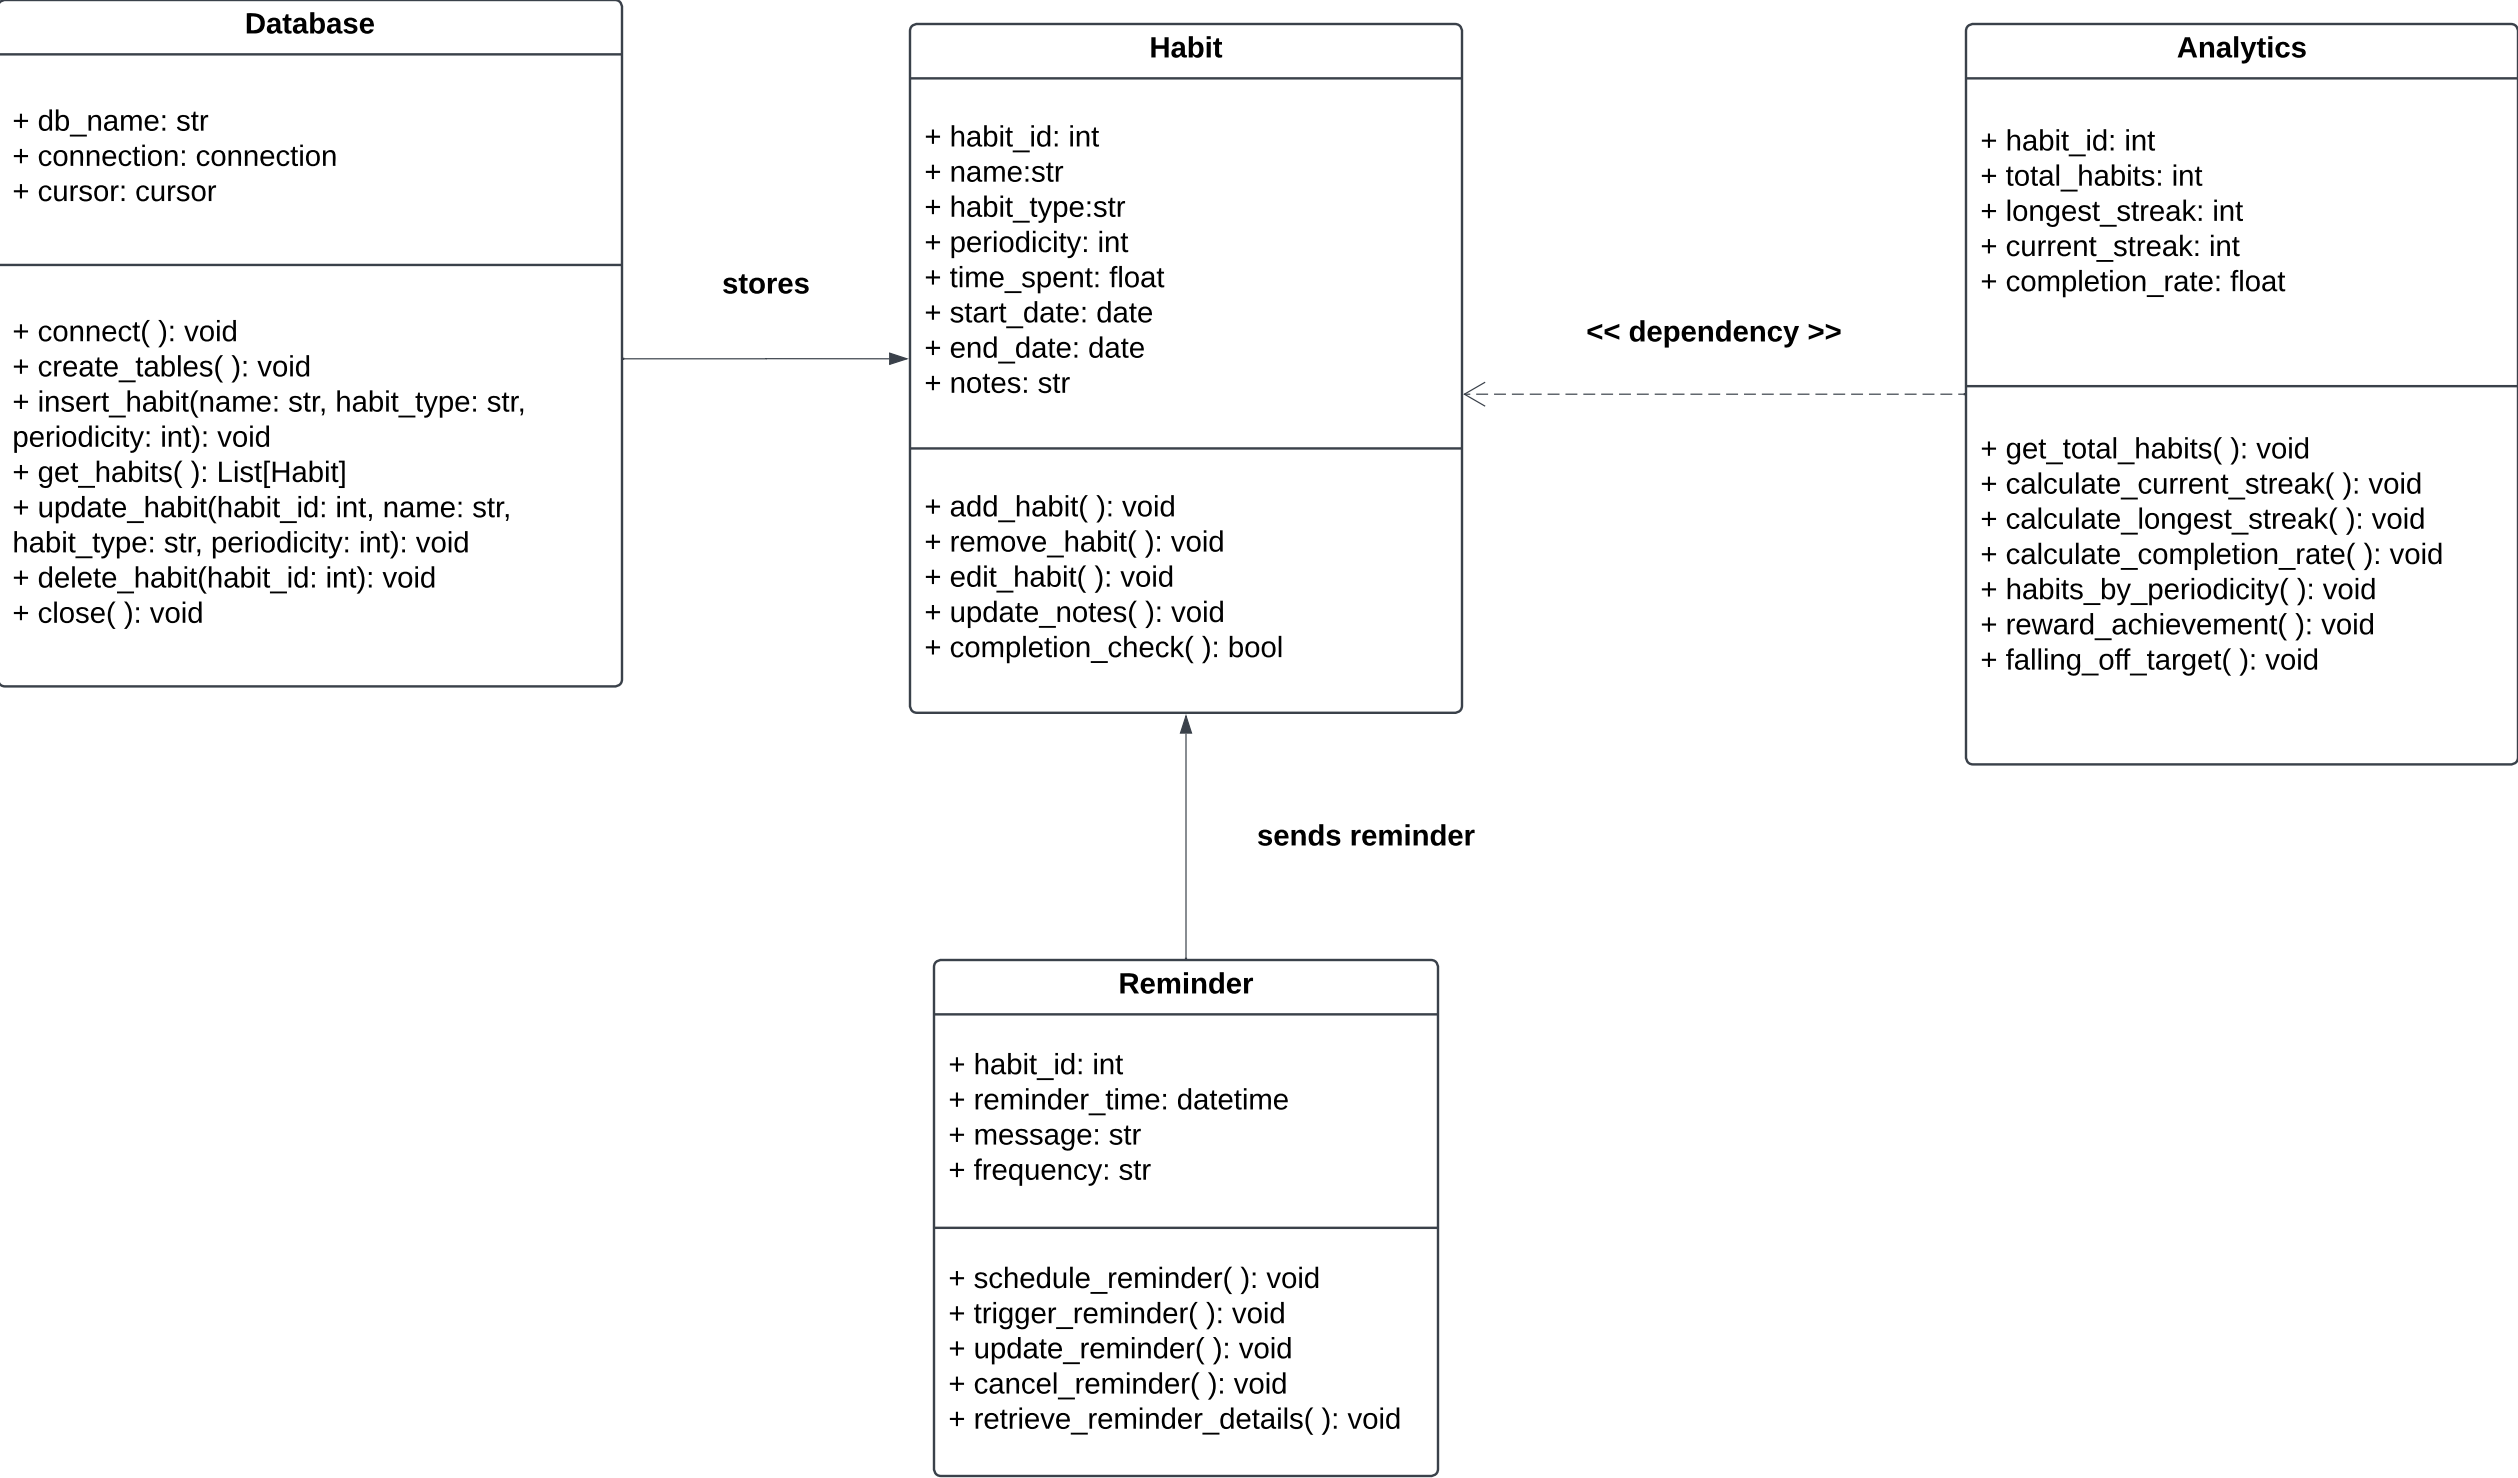 Database
+ db_name: str
+ connection: connection
+ cursor: cursor
+ connect( ): void
+ create_tables( ): void
+ insert_habit(name: str, habit_type: str,
periodicity: int): void
+ get_habits( ): List[Habit]
+ update_habit(habit_id: int, name: str,
habit_type: str, periodicity: int): void
+ delete_habit(habit_id: int): void
+ close( ): void
stores
Habit
+ habit_id: int
+ name:str
+ habit_type:str
+ periodicity: int
+ time_spent: float
+ start_date: date
+ end_date: date
+ notes: str
+ add_habit( ): void
+ remove_habit( ): void
+ edit_habit( ): void
+ update_notes( ): void
+ completion_check( ): bool
<< dependency >>
Analytics
+ habit_id: int
+ total_habits: int
+ longest_streak: int
+ current_streak: int
+ completion_rate: float
+ get_total_habits( ): void
+ calculate_current_streak( ): void
+ calculate_longest_streak( ): void
+ calculate_completion_rate( ): void
+ habits_by_periodicity( ): void
+ reward_achievement( ): void
+ falling_off_target( ): void
sends reminder
Reminder
+ habit_id: int
+ reminder_time: datetime
+ message: str
+ frequency: str
+ schedule_reminder( ): void
+ trigger_reminder( ): void
+ update_reminder( ): void
+ cancel_reminder( ): void
+ retrieve_reminder_details( ): void